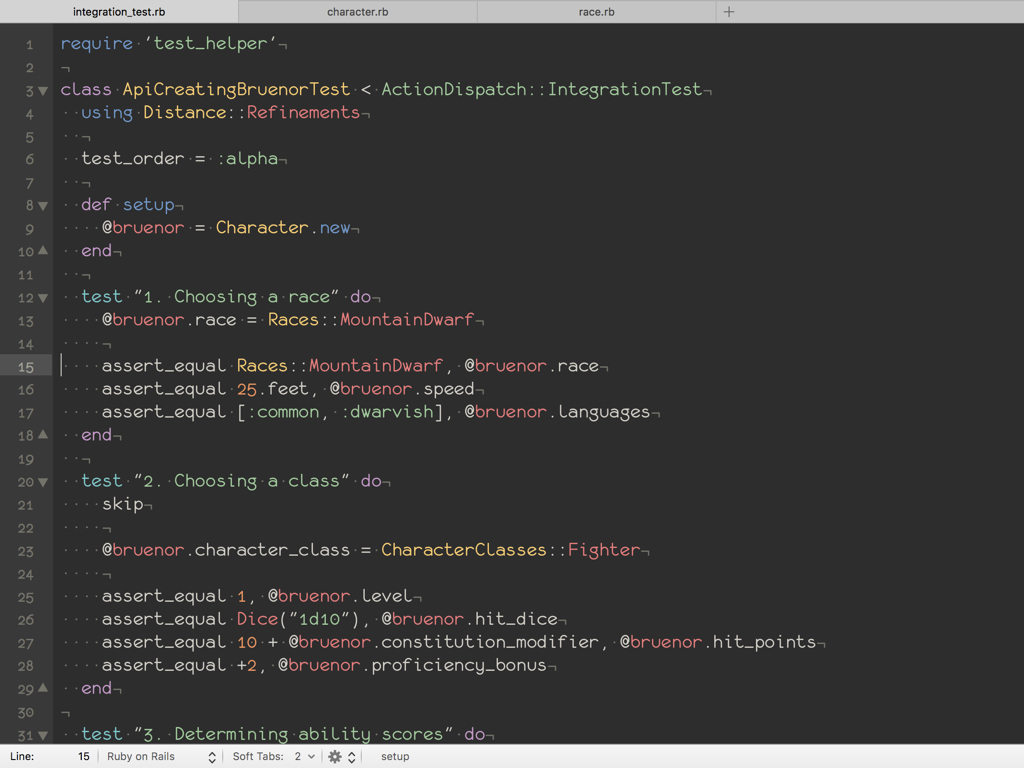 integration_test.rb character.rb race.rb +
1 require 'test_helper'¬
2 ¬
3 class ApiCreatingBruenorTest < ActionDispatch::IntegrationTest¬
4 using Distance::Refinements¬
5 ¬
6 test_order = :alpha¬
7 ¬
8 def setup¬
9 @bruenor = Character.new¬
10 end¬
11 ¬
12 test "1. Choosing a race" do¬
13 @bruenor.race = Races::MountainDwarf¬
14 ¬
15 assert_equal Races::MountainDwarf, @bruenor.race¬
16 assert_equal 25.feet, @bruenor.speed¬
17 assert_equal [:common, :dwarvish], @bruenor.languages¬
18 end¬
19 ¬
20 test "2. Choosing a class" do¬
21 skip¬
22 ¬
23 @bruenor.character_class = CharacterClasses::Fighter¬
24 ¬
25 assert_equal 1, @bruenor.level¬
26 assert_equal Dice("1d10"), @bruenor.hit_dice¬
27 assert_equal 10 + @bruenor.constitution_modifier, @bruenor.hit_points¬
28 assert_equal +2, @bruenor.proficiency_bonus¬
29 end¬
30 ¬
31 test "3. Determining ability scores" do¬
Line: 15 Ruby on Rails Soft Tabs: 2 setup